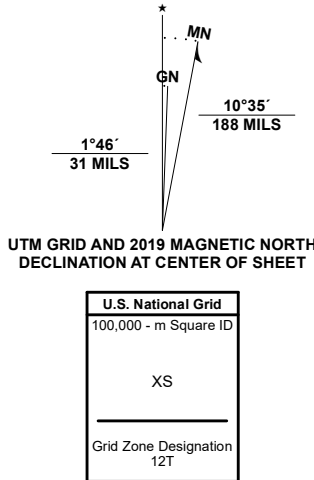 ★
MN
GN
10°35´
188 MILS
1°46´
31 MILS
UTM GRID AND 2019 MAGNETIC NORTH
DECLINATION AT CENTER OF SHEET
U.S. National Grid
100,000 - m Square ID
XS
Grid Zone Designation
12T